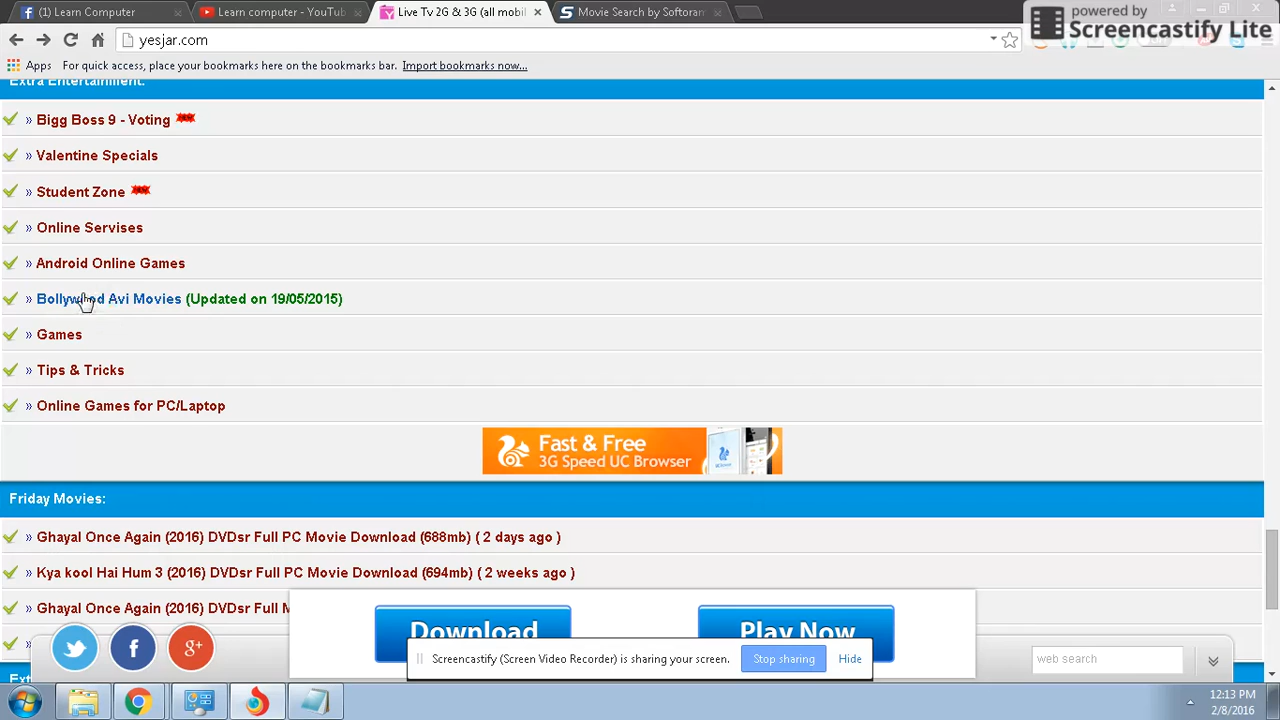 (1) Learn Computer
Learn computer - YouTu
Live Tv 2G & 3G (all mobil
Movie Search by Softoran
powered by
Screencastify Lite
yesjar.com
Apps
For quick access, place your bookmarks here on the bookmarks bar.
Import bookmarks now...
Extra Entertainment:
» Bigg Boss 9 - Voting
» Valentine Specials
» Student Zone
» Online Servises
» Android Online Games
» Bollywood Avi Movies (Updated on 19/05/2015)
» Games
» Tips & Tricks
» Online Games for PC/Laptop
Fast & Free
3G Speed UC Browser
Friday Movies:
» Ghayal Once Again (2016) DVDsr Full PC Movie Download (688mb) ( 2 days ago )
» Kya kool Hai Hum 3 (2016) DVDsr Full PC Movie Download (694mb) ( 2 weeks ago )
» Ghayal Once Again (2016) DVDsr Full M
Download
Play Now
Screencastify (Screen Video Recorder) is sharing your screen.
Stop sharing
Hide
web search
12:13 PM
2/8/2016